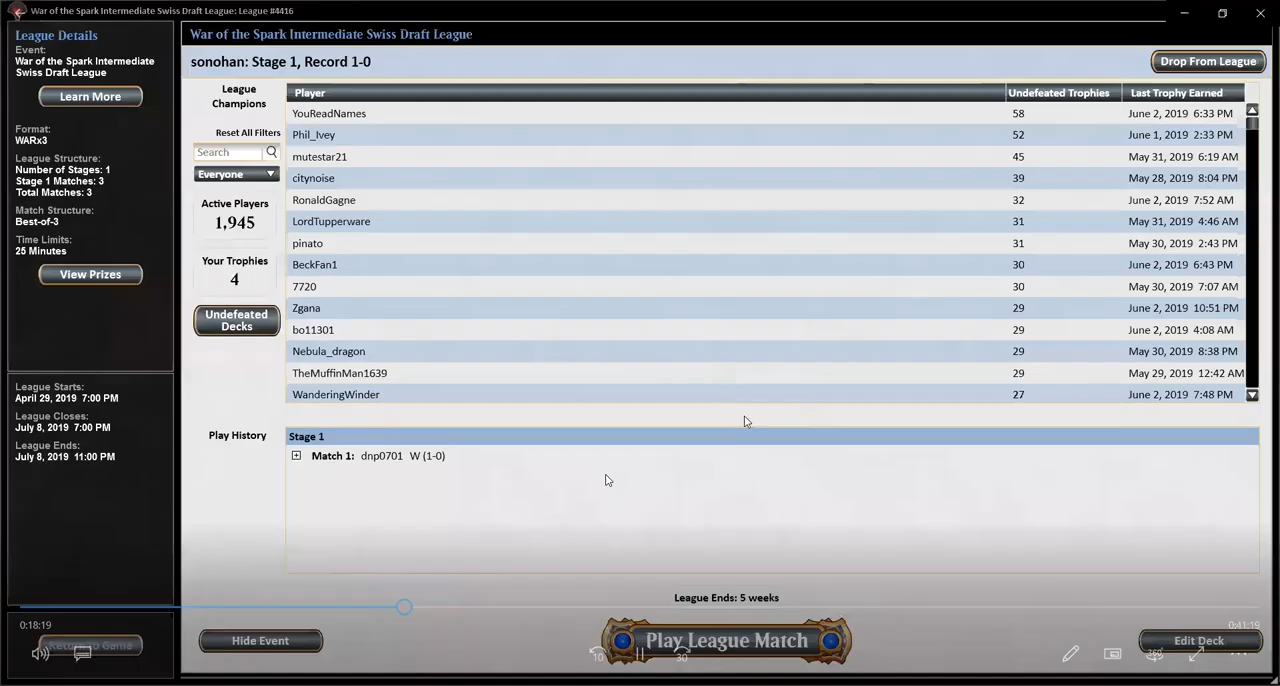 War of the Spark Intermediate Swiss Draft League: League #4416
League Details
Event:
War of the Spark Intermediate
Swiss Draft League
Learn More
Format:
WARx3
League Structure:
Number of Stages: 1
Stage 1 Matches: 3
Total Matches: 3
Match Structure:
Best-of-3
Time Limits:
25 Minutes
View Prizes
League Starts:
April 29, 2019 7:00 PM
League Closes:
July 8, 2019 7:00 PM
League Ends:
July 8, 2019 11:00 PM
War of the Spark Intermediate Swiss Draft League
sonohan: Stage 1, Record 1-0
Drop From League
League
Champions
Reset All Filters
Search
Everyone
Active Players
1,945
Your Trophies
4
Undefeated
Decks
Player Undefeated Trophies Last Trophy Earned
YouReadNames 58 June 2, 2019 6:33 PM
Phil_Ivey 52 June 1, 2019 2:33 PM
mutestar21 45 May 31, 2019 6:19 AM
citynoise 39 May 28, 2019 8:04 PM
RonaldGagne 32 June 2, 2019 7:52 AM
LordTupperware 31 May 31, 2019 4:46 AM
pinato 31 May 30, 2019 2:43 PM
BeckFan1 30 June 2, 2019 6:43 PM
7720 30 May 30, 2019 7:07 AM
Zgana 29 June 2, 2019 10:51 PM
bo11301 29 June 2, 2019 4:08 AM
Nebula_dragon 29 May 30, 2019 8:38 PM
TheMuffinMan1639 29 May 29, 2019 12:42 AM
WanderingWinder 27 June 2, 2019 7:48 PM
Play History
Stage 1
Match 1: dnp0701 W (1-0)
League Ends: 5 weeks
0:18:19
0:41:19
Return to Game
Hide Event
Play League Match
Edit Deck
10
30
360